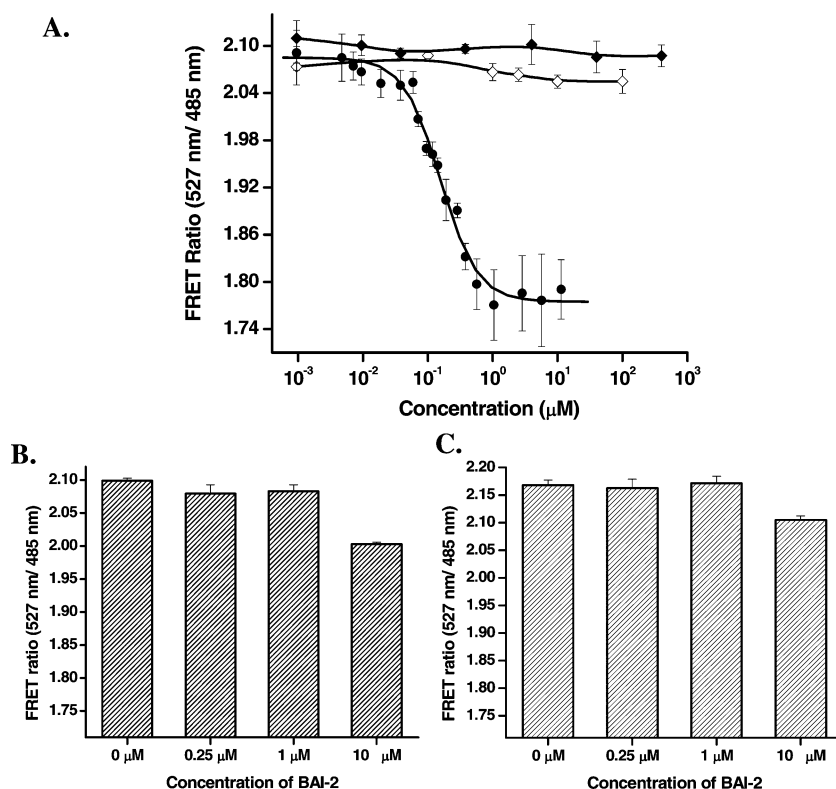 A.
FRET Ratio (527 nm/ 485 nm)
2.10
2.04
1.98
1.92
1.86
1.80
1.74
10⁻³ 10⁻² 10⁻¹ 10⁰ 10¹ 10² 10³
Concentration (μM)
B.
FRET ratio (527 nm/ 485 nm)
2.10
2.05
2.00
1.95
1.90
1.85
1.80
1.75
0 μM 0.25 μM 1 μM 10 μM
Concentration of BAI-2
C.
FRET ratio (527 nm/ 485 nm)
2.20
2.15
2.10
2.05
2.00
1.95
1.90
1.85
1.80
1.75
0 μM 0.25 μM 1 μM 10 μM
Concentration of BAI-2